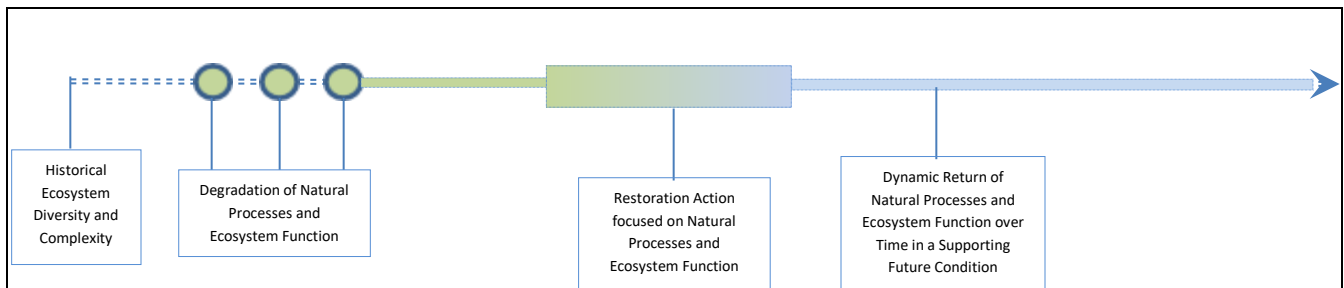 Historical
Ecosystem
Diversity and
Complexity
Degradation of Natural
Processes and
Ecosystem Function
Restoration Action
focused on Natural
Processes and
Ecosystem Function
Dynamic Return of
Natural Processes and
Ecosystem Function over
Time in a Supporting
Future Condition